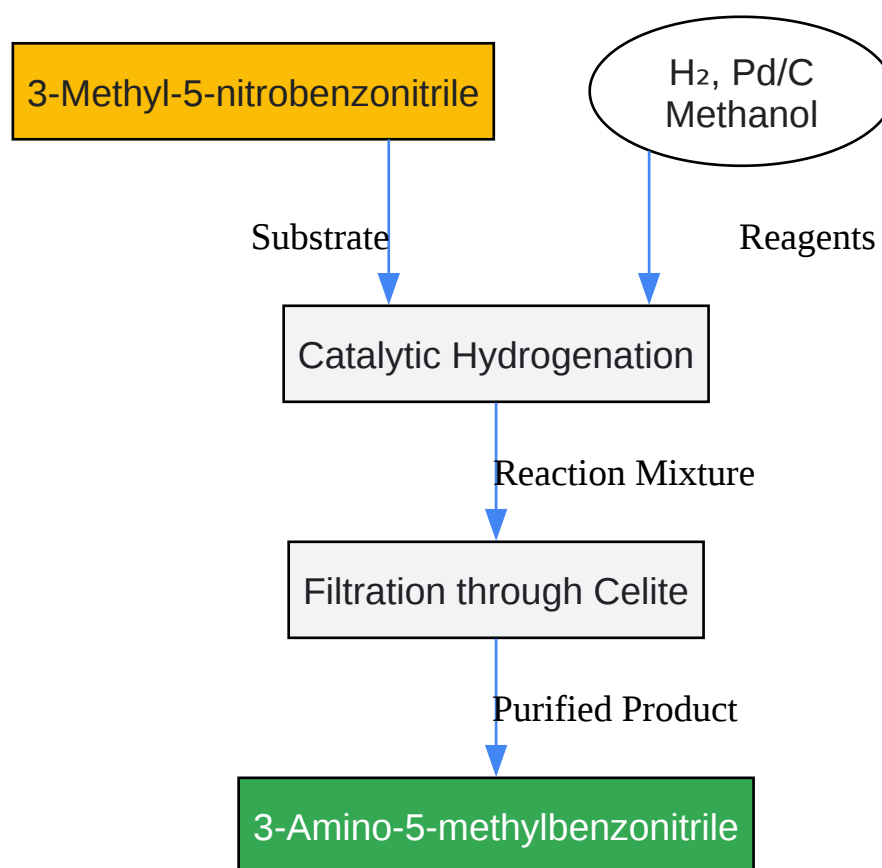 3-Methyl-5-nitrobenzonitrile
H₂, Pd/C
Methanol
Substrate
Reagents
Catalytic Hydrogenation
Reaction Mixture
Filtration through Celite
Purified Product
3-Amino-5-methylbenzonitrile